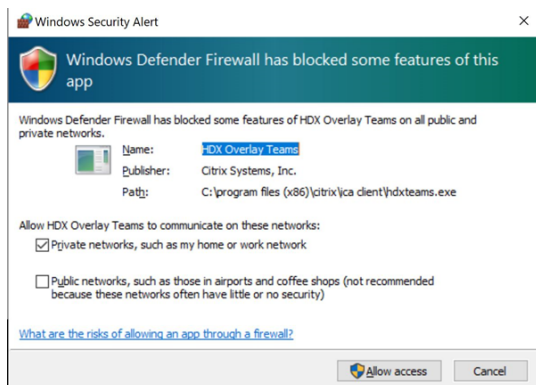 Windows Security Alert
Windows Defender Firewall has blocked some features of this
app
Windows Defender Firewall has blocked some features of HDX Overlay Teams on all public and
private networks.
Name: HDX Overlay Teams
Publisher: Citrix Systems, Inc.
Path: C:\program files (x86)\citrix\ica client\hdxteams.exe
Allow HDX Overlay Teams to communicate on these networks:
Private networks, such as my home or work network
Public networks, such as those in airports and coffee shops (not recommended
because these networks often have little or no security)
What are the risks of allowing an app through a firewall?
Allow access Cancel